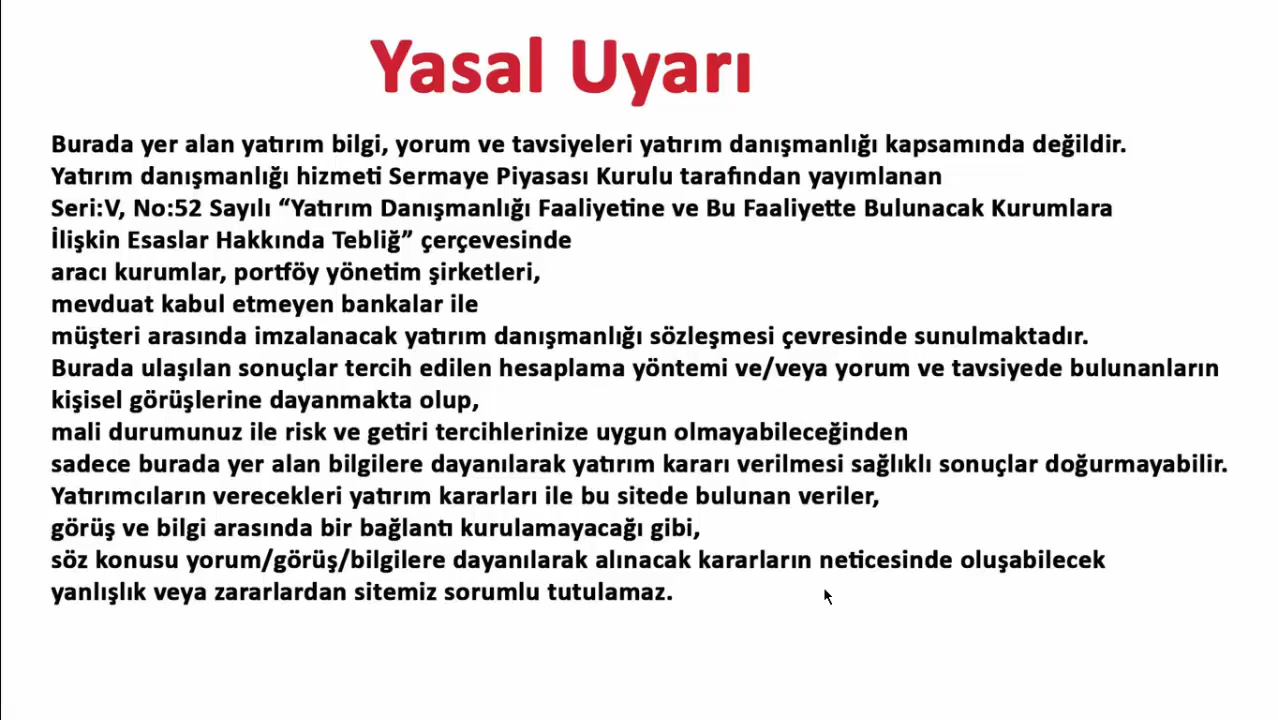 Yasal Uyarı
Burada yer alan yatırım bilgi, yorum ve tavsiyeleri yatırım danışmanlığı kapsamında değildir.
Yatırım danışmanlığı hizmeti Sermaye Piyasası Kurulu tarafından yayımlanan
Seri:V, No:52 Sayılı “Yatırım Danışmanlığı Faaliyetine ve Bu Faaliyette Bulunacak Kurumlara
İlişkin Esaslar Hakkında Tebliğ” çerçevesinde
aracı kurumlar, portföy yönetim şirketleri,
mevduat kabul etmeyen bankalar ile
müşteri arasında imzalanacak yatırım danışmanlığı sözleşmesi çevresinde sunulmaktadır.
Burada ulaşılan sonuçlar tercih edilen hesaplama yöntemi ve/veya yorum ve tavsiyede bulunanların
kişisel görüşlerine dayanmakta olup,
mali durumunuz ile risk ve getiri tercihlerinize uygun olmayabileceğinden
sadece burada yer alan bilgilere dayanılarak yatırım kararı verilmesi sağlıklı sonuçlar doğurmayabilir.
Yatırımcıların verecekleri yatırım kararları ile bu sitede bulunan veriler,
görüş ve bilgi arasında bir bağlantı kurulamayacağı gibi,
söz konusu yorum/görüş/bilgilere dayanılarak alınacak kararların neticesinde oluşabilecek
yanlışlık veya zararlardan sitemiz sorumlu tutulamaz.